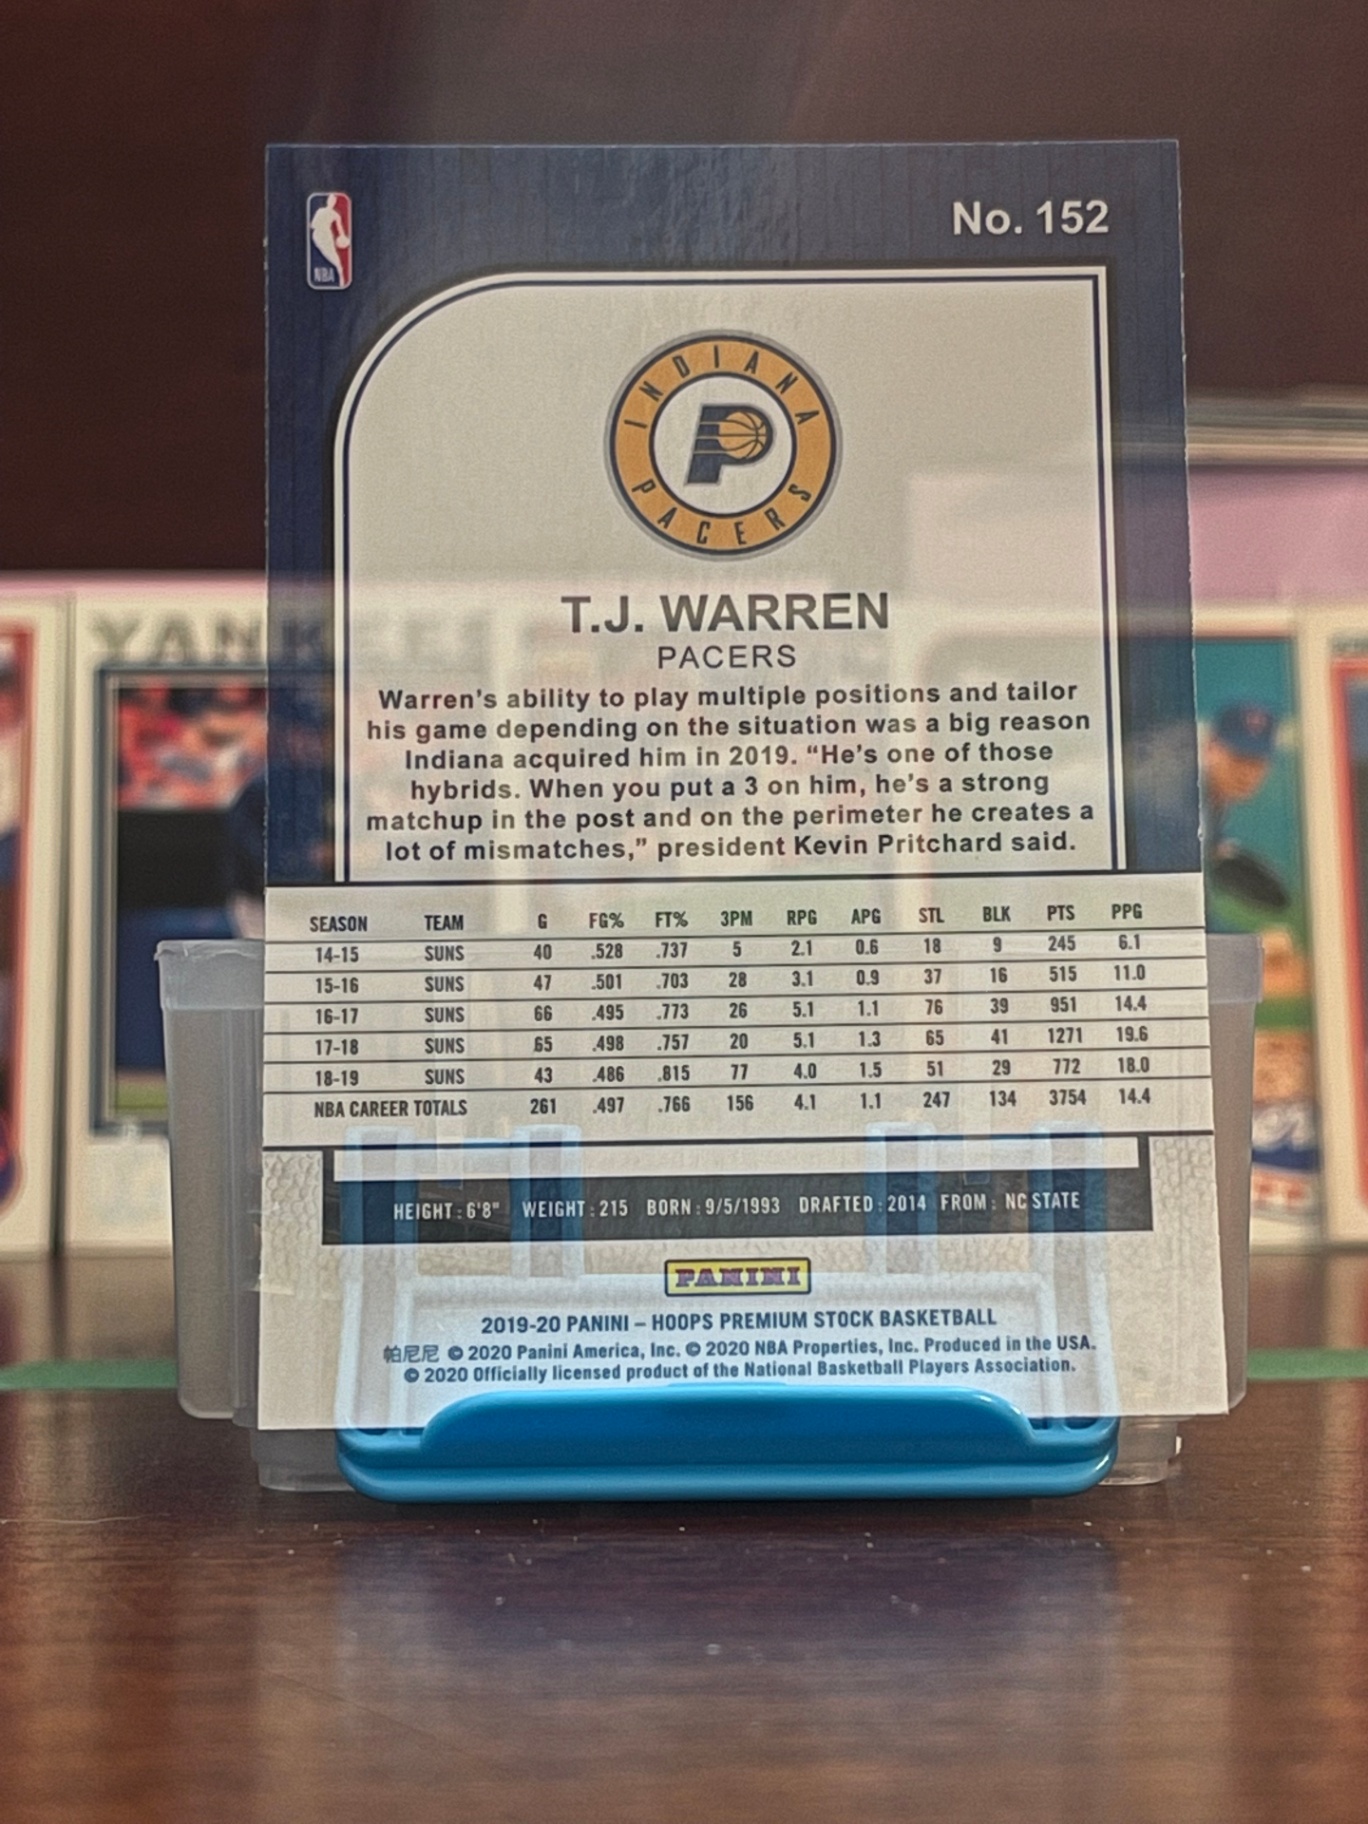 NBA
No. 152
INDIANA
PACERS
T.J. WARREN
PACERS
YANKEES
Warren's ability to play multiple positions and tailor
his game depending on the situation was a big reason
Indiana acquired him in 2019. “He's one of those
hybrids. When you put a 3 on him, he's a strong
matchup in the post and on the perimeter he creates a
lot of mismatches,” president Kevin Pritchard said.
SEASON TEAM G FG% FT% 3PM RPG APG STL BLK PTS PPG
14-15 SUNS 40 .528 .737 5 2.1 0.6 18 9 245 6.1
15-16 SUNS 47 .501 .703 28 3.1 0.9 37 16 515 11.0
16-17 SUNS 66 .495 .773 26 5.1 1.1 76 39 951 14.4
17-18 SUNS 65 .498 .757 20 5.1 1.3 65 41 1271 19.6
18-19 SUNS 43 .486 .815 77 4.0 1.5 51 29 772 18.0
NBA CAREER TOTALS 261 .497 .766 156 4.1 1.1 247 134 3754 14.4
HEIGHT: 6'8" WEIGHT: 215 BORN: 9/5/1993 DRAFTED: 2014 FROM: NC STATE
PANINI
2019-20 PANINI – HOOPS PREMIUM STOCK BASKETBALL
帕尼尼 © 2020 Panini America, Inc. © 2020 NBA Properties, Inc. Produced in the USA.
© 2020 Officially licensed product of the National Basketball Players Association.